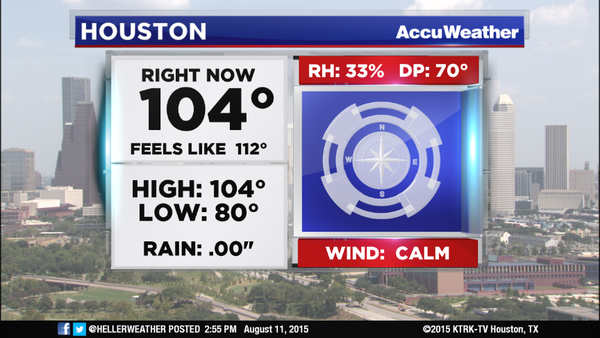 HOUSTON
AccuWeather
RIGHT NOW
104°
FEELS LIKE 112°
HIGH: 104°
LOW: 80°
RAIN: .00"
RH: 33% DP: 70°
N
W E
S
WIND: CALM
@HELLERWEATHER POSTED 2:55 PM August 11, 2015
©2015 KTRK-TV Houston, TX